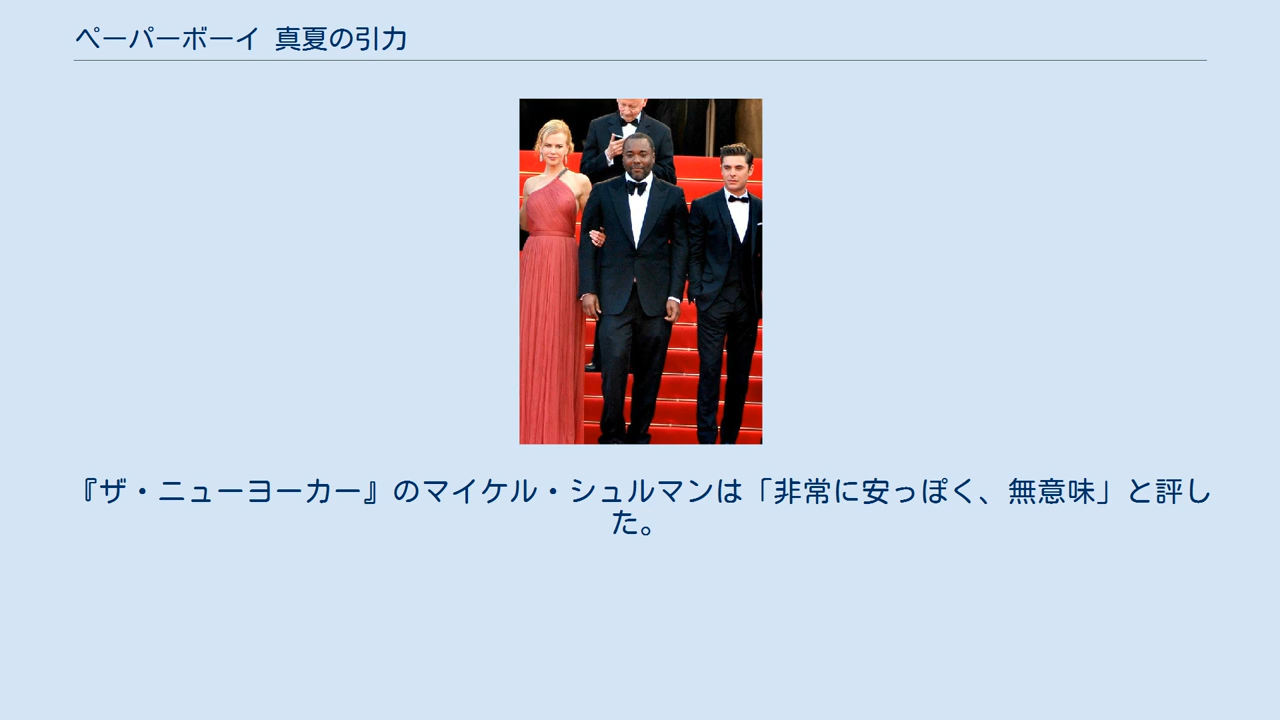 ペーパーボーイ 真夏の引力
『ザ・ニューヨーカー』のマイケル・シュルマンは「非常に安っぽく、無意味」と評し
た。